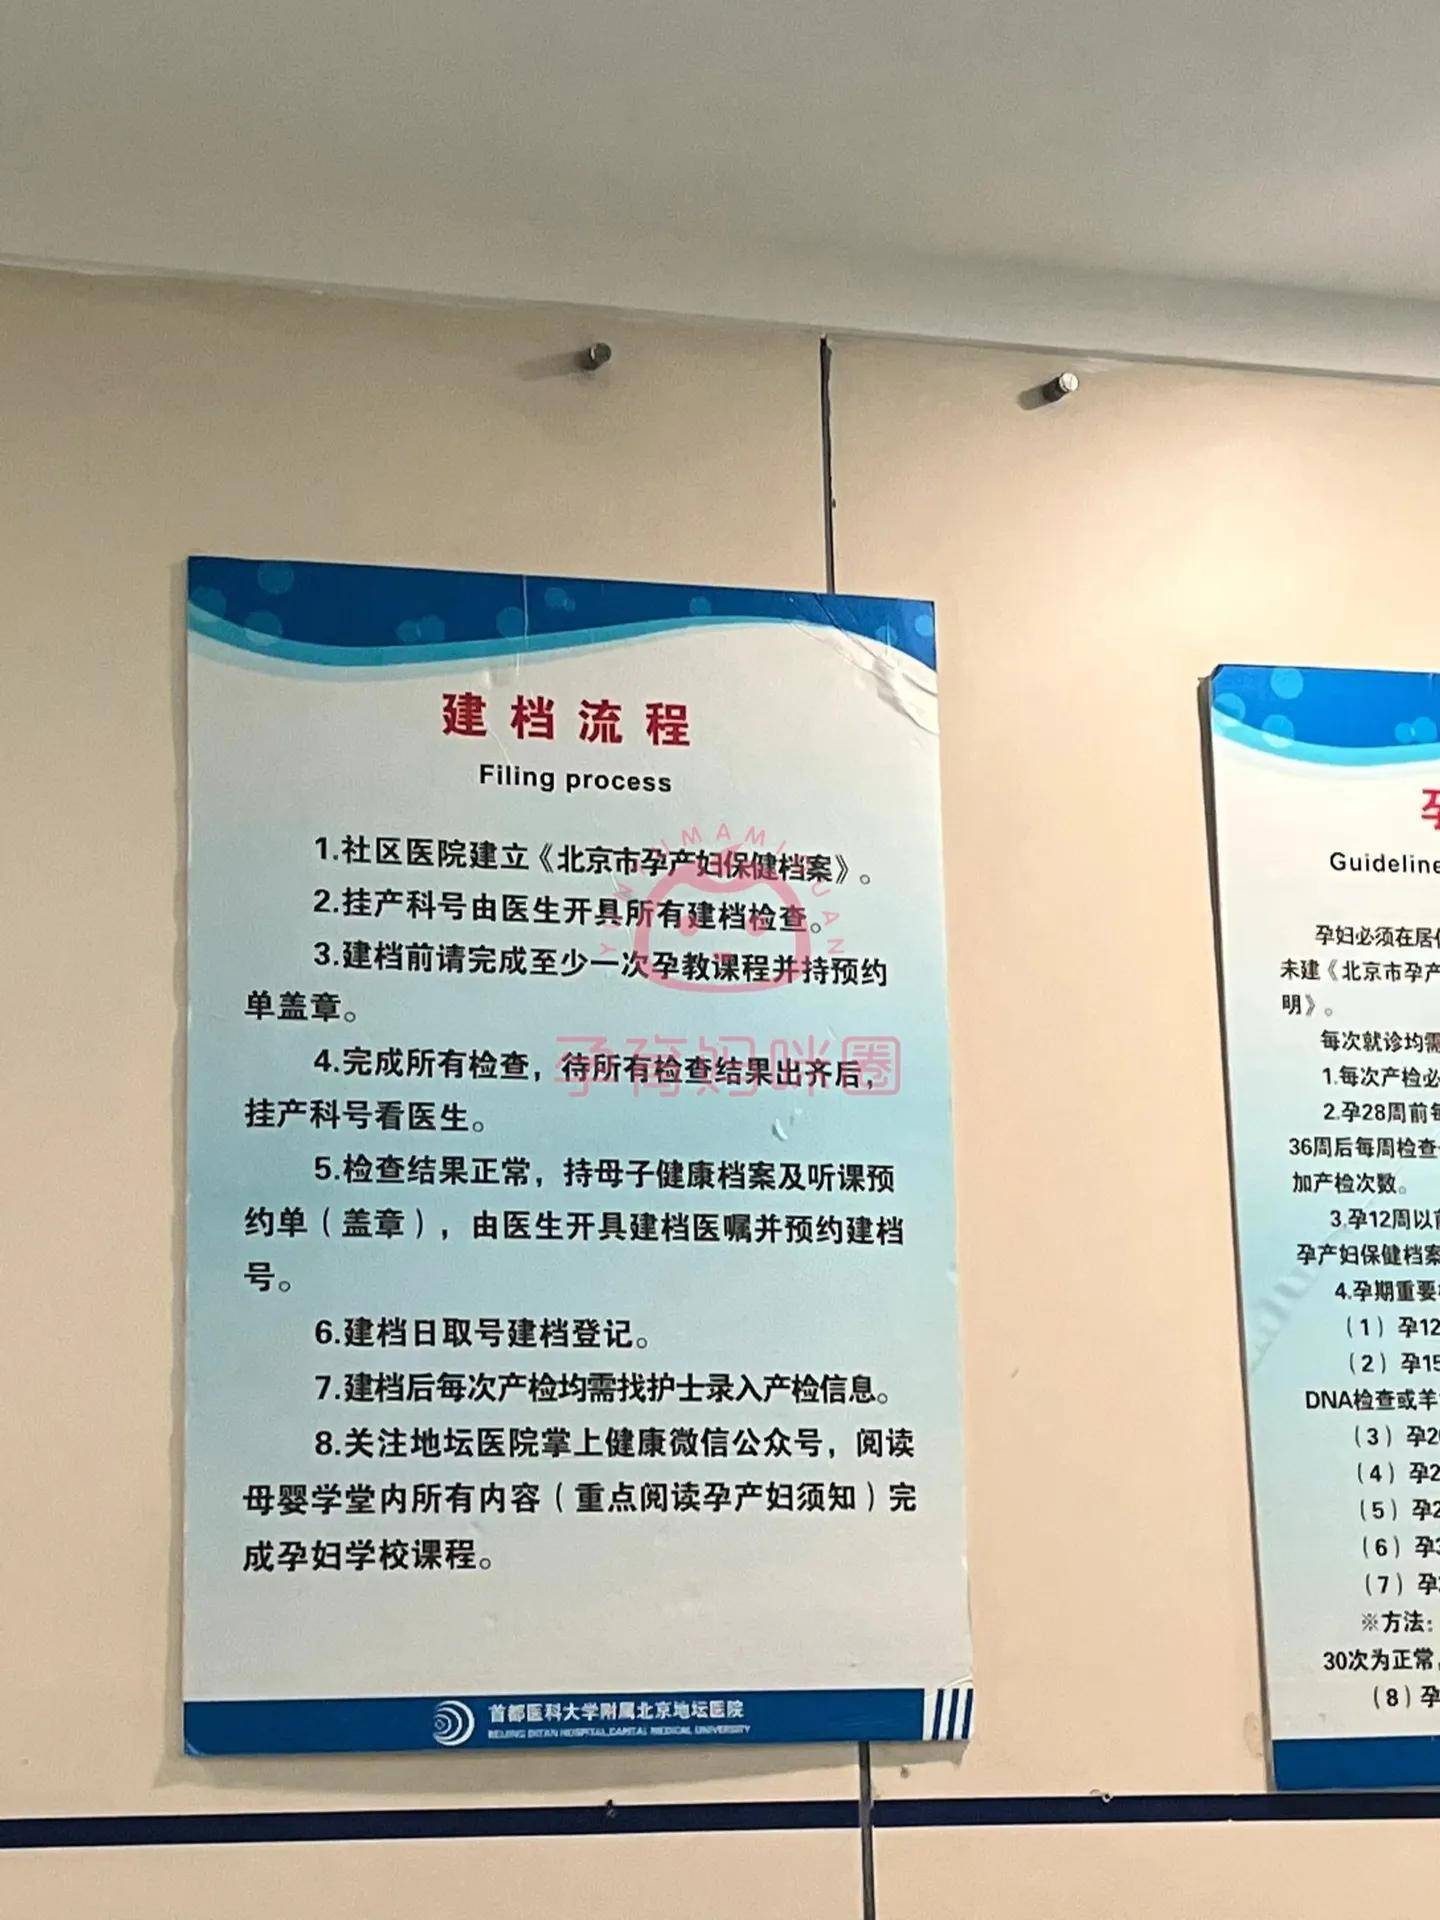 建档流程
Filing process
1.社区医院建立《北京市孕产妇保健档案》。
2.挂产科号由医生开具所有建档检查。
3.建档前请完成至少一次孕教课程并持预约
单盖章。
4.完成所有检查，待所有检查结果出齐后，
挂产科号看医生。
5.检查结果正常，持母子健康档案及听课预
约单（盖章），由医生开具建档医嘱并预约建档
号。
6.建档日取号建档登记。
7.建档后每次产检均需找护士录入产检信息。
8.关注地坛医院掌上健康微信公众号，阅读
母婴学堂内所有内容（重点阅读孕产妇须知）完
成孕妇学校课程。
首都医科大学附属北京地坛医院
BEIJING DITAN HOSPITAL,CAPITAL MEDICAL UNIVERSITY
YUNYUMAMIQUAN
孕育妈咪圈
孕
Guideline
孕妇必须在居
未建《北京市孕产
明》。
每次就诊均需
1.每次产检必
2.孕28周前每
36周后每周检查
加产检次数。
3.孕12周以前
孕产妇保健档案
4.孕期重要
（1）孕12
（2）孕15
DNA检查或羊
（3）孕20
（4）孕2
（5）孕2
（6）孕3
（7）孕
※方法：
30次为正常
（8）孕